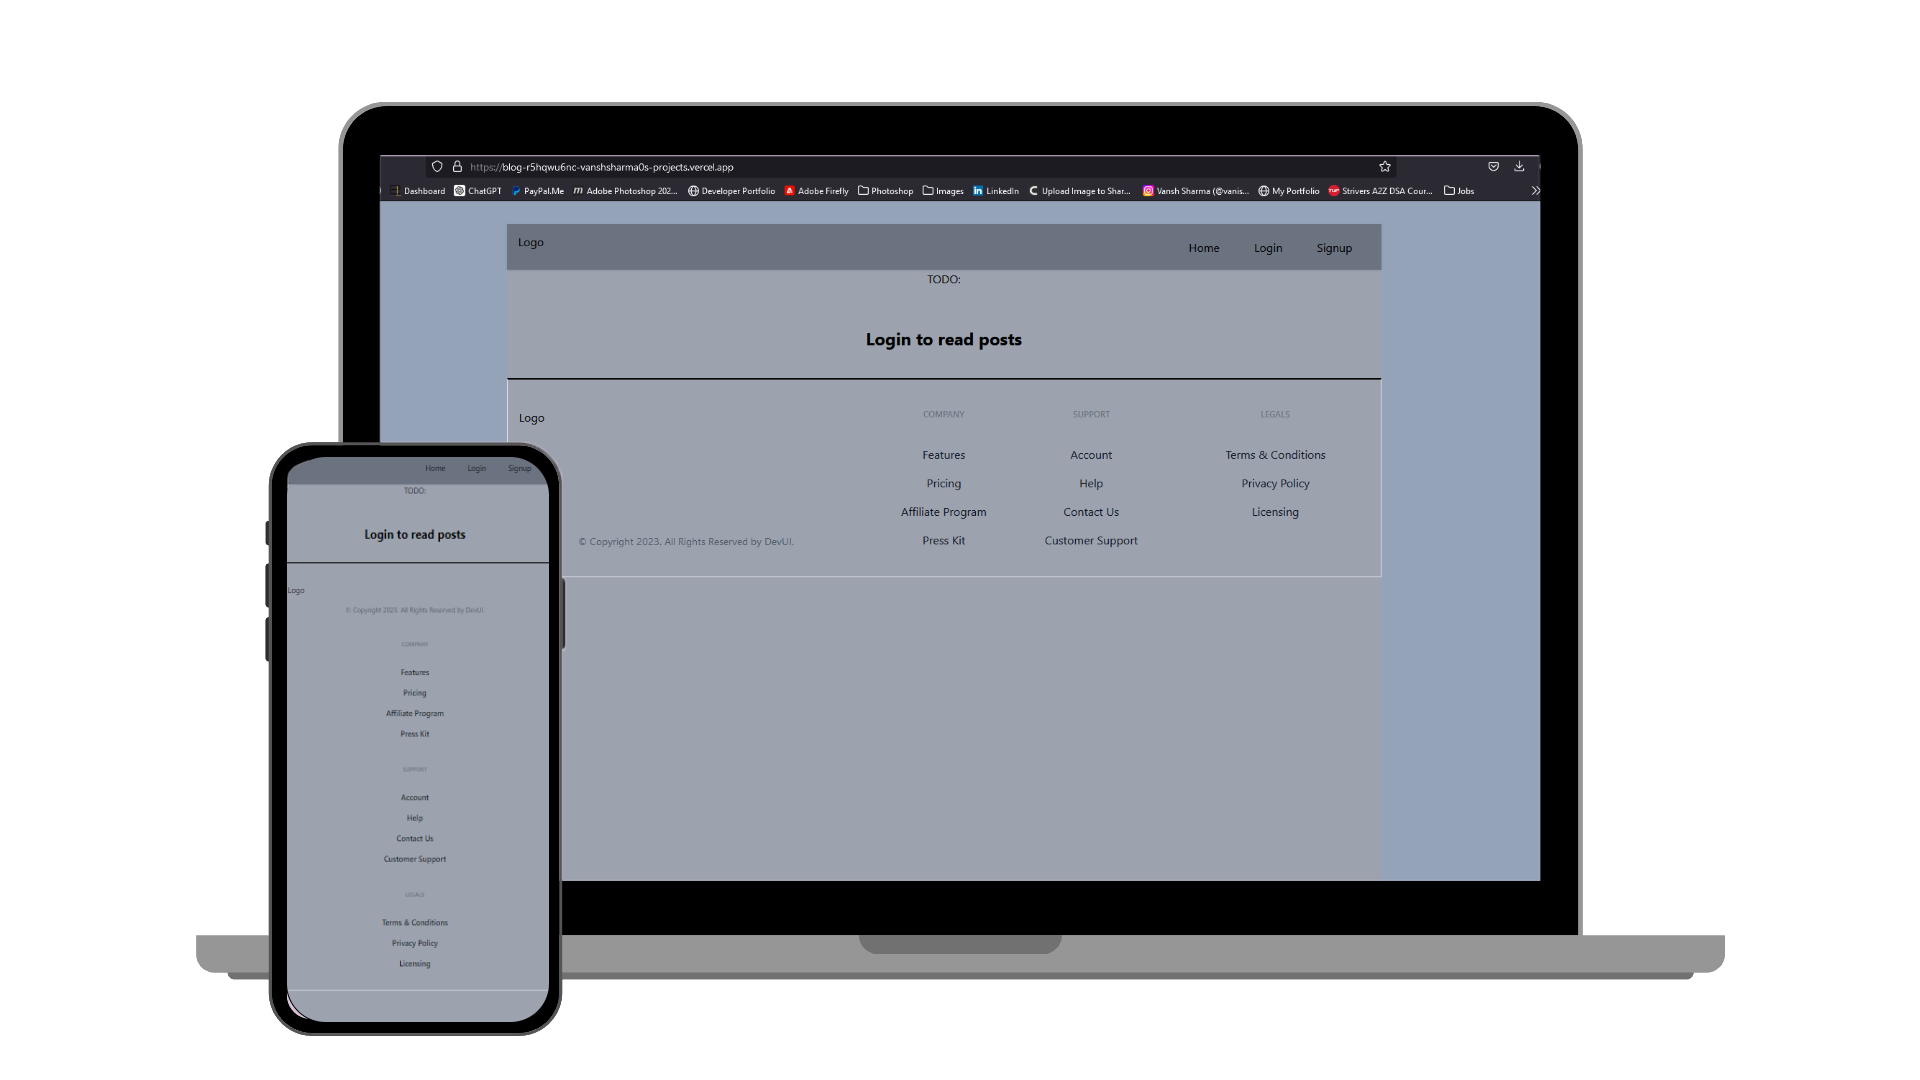 https://blog-r5hqwu6nc-vanshsharma0s-projects.vercel.app
Dashboard ChatGPT PayPal.Me Adobe Photoshop 202... Developer Portfolio Adobe Firefly Photoshop Images LinkedIn Upload Image to Shar... Vansh Sharma (@vanis... My Portfolio Strivers A2Z DSA Cour... Jobs
Logo Home Login Signup
TODO:
Login to read posts
Logo
© Copyright 2023. All Rights Reserved by DevUI.
COMPANY
Features
Pricing
Affiliate Program
Press Kit
SUPPORT
Account
Help
Contact Us
Customer Support
LEGALS
Terms & Conditions
Privacy Policy
Licensing
Home Login Signup
TODO:
Login to read posts
Logo
© Copyright 2023. All Rights Reserved by DevUI.
COMPANY
Features
Pricing
Affiliate Program
Press Kit
SUPPORT
Account
Help
Contact Us
Customer Support
LEGALS
Terms & Conditions
Privacy Policy
Licensing